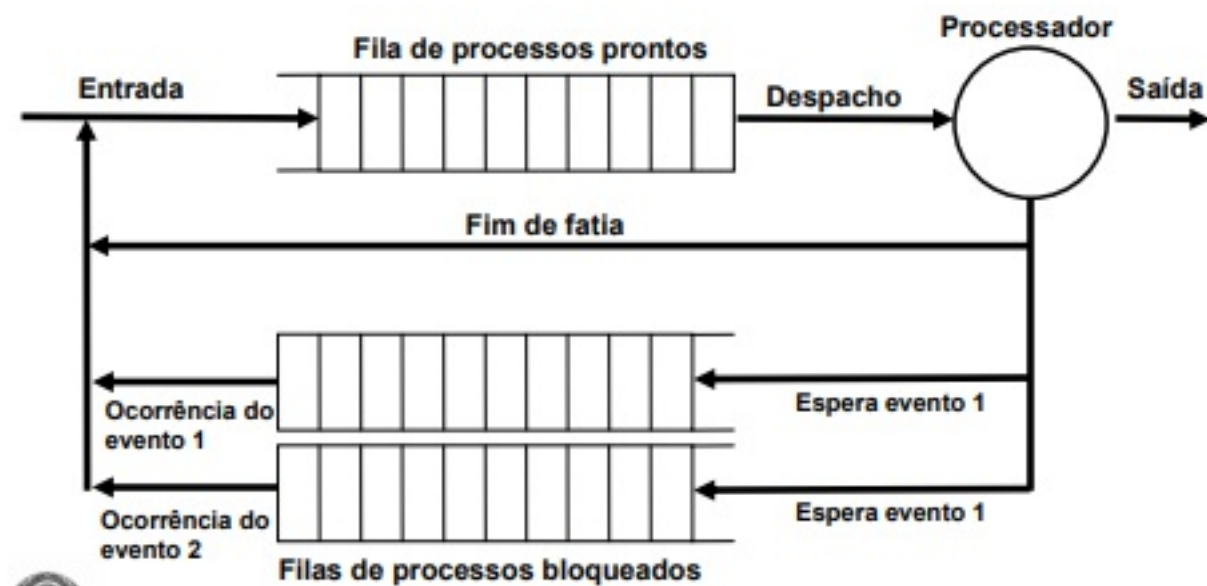 Processador
Fila de processos prontos
Entrada
Despacho
Saída
Fim de fatia
Ocorrência do
evento 1
Espera evento 1
Ocorrência do
evento 2
Espera evento 1
Filas de processos bloqueados